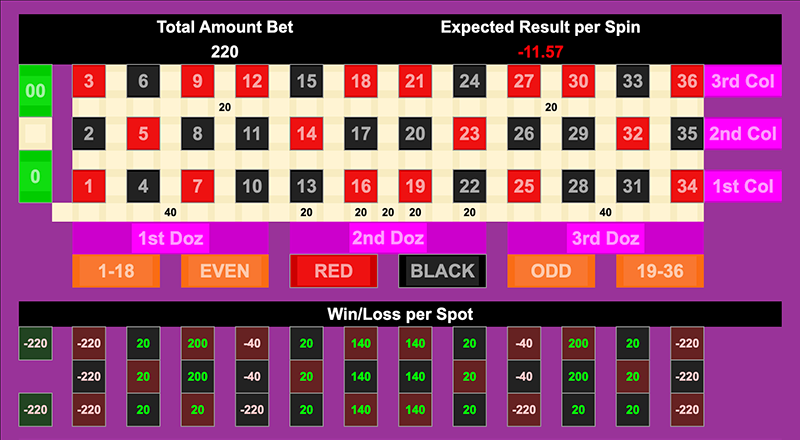 Total Amount Bet Expected Result per Spin
220 -11.57
00 3 6 9 12 15 18 21 24 27 30 33 36 3rd Col
20 20
2 5 8 11 14 17 20 23 26 29 32 35 2nd Col
0 1 4 7 10 13 16 19 22 25 28 31 34 1st Col
40 20 20 20 20 20 40
1st Doz 2nd Doz 3rd Doz
1-18 EVEN RED BLACK ODD 19-36
Win/Loss per Spot
-220 -220 20 200 -40 20 140 140 20 -40 200 20 -220
-220 20 200 -40 20 140 140 20 -40 200 20 -220
-220 -220 20 20 -220 20 140 140 20 -220 20 20 -220